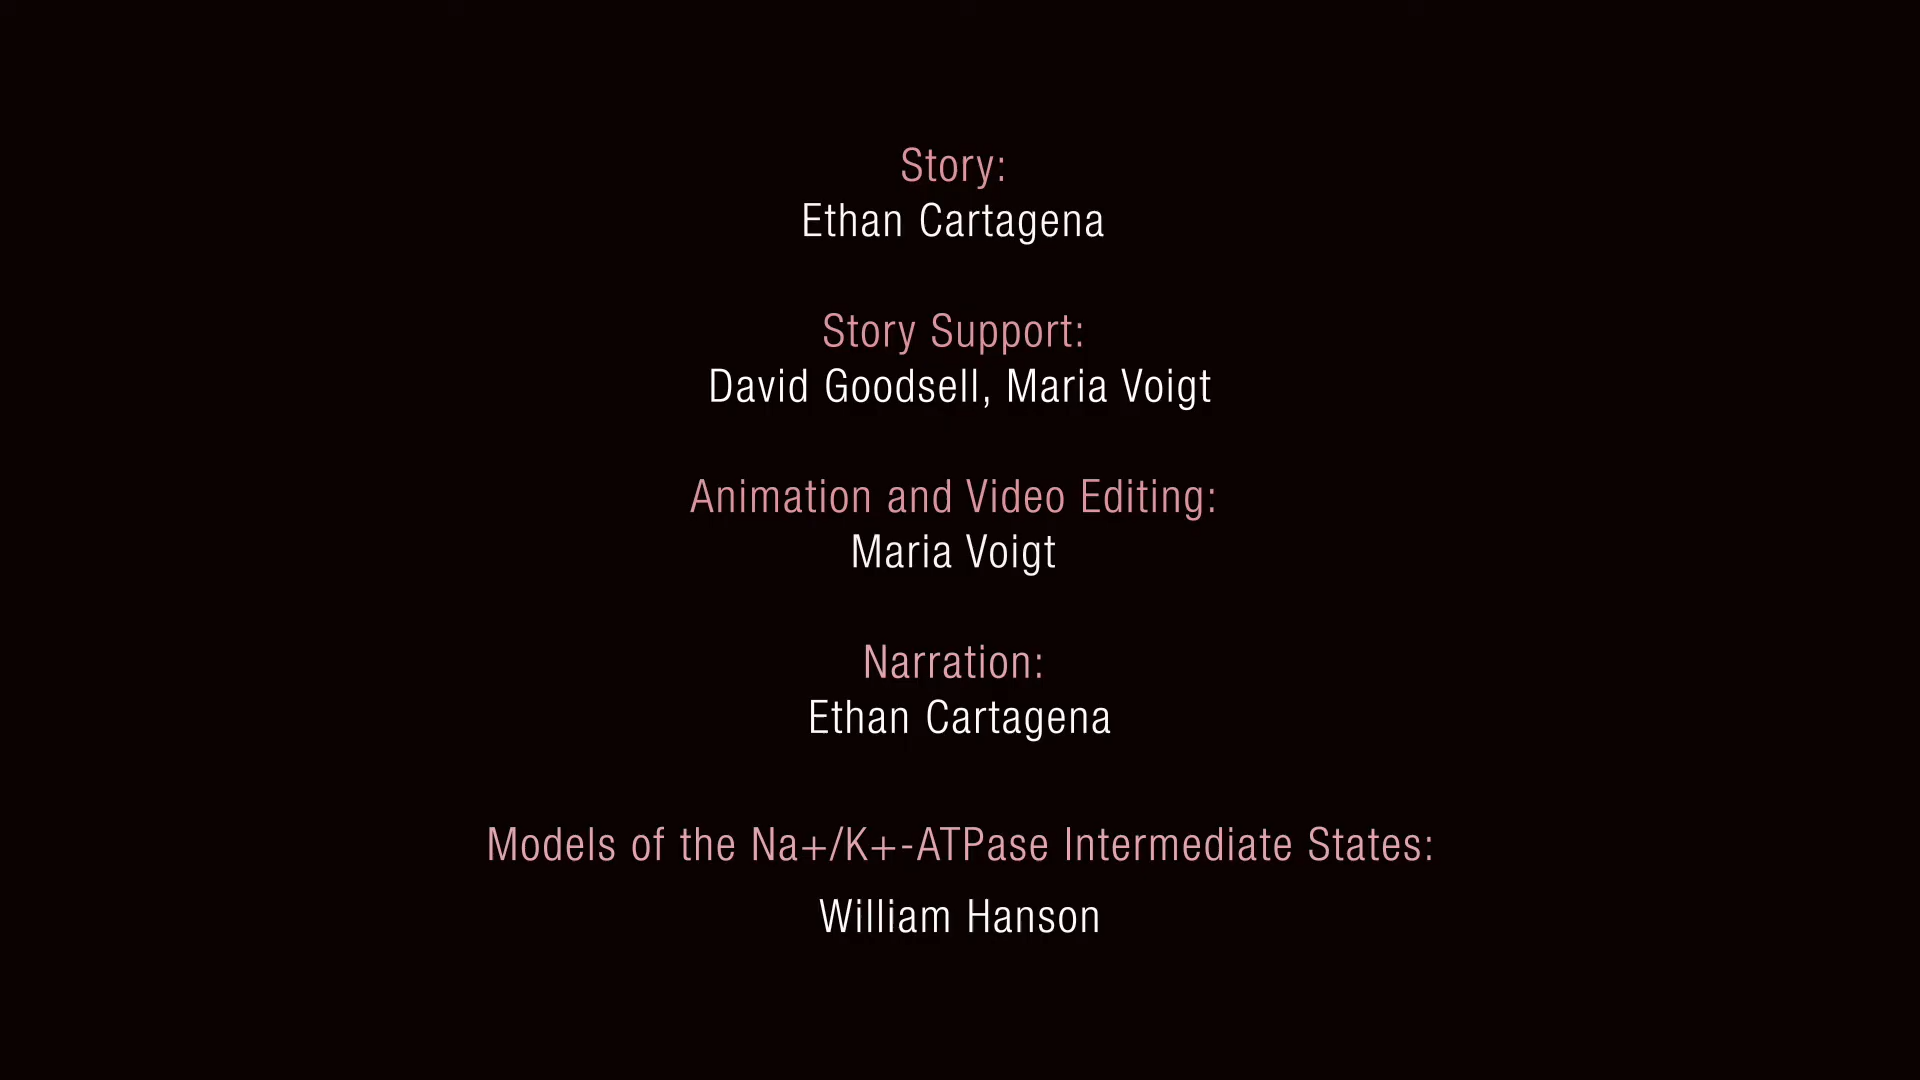 Story:
Ethan Cartagena
Story Support:
David Goodsell, Maria Voigt
Animation and Video Editing:
Maria Voigt
Narration:
Ethan Cartagena
Models of the Na+/K+-ATPase Intermediate States:
William Hanson